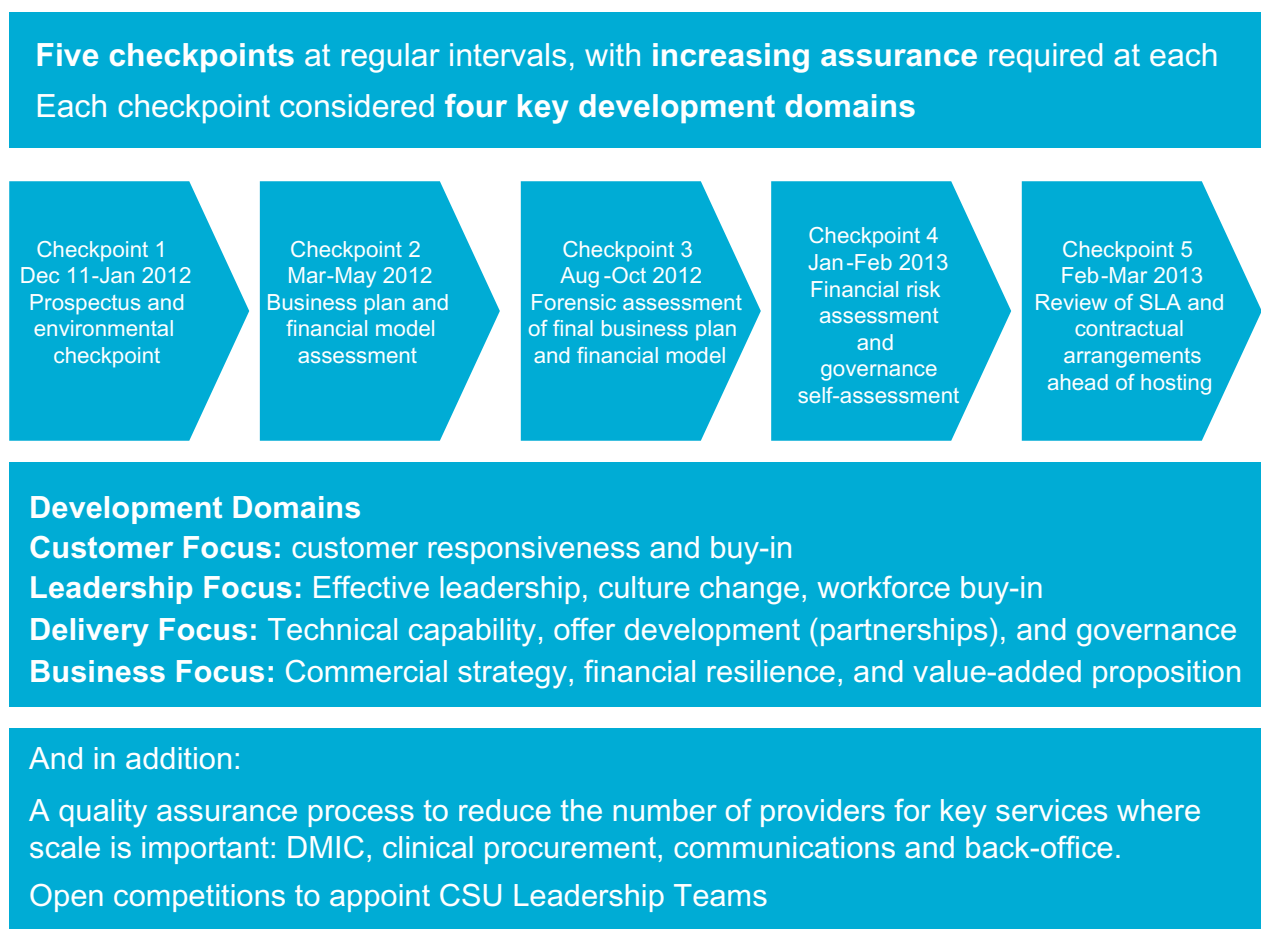 Five checkpoints at regular intervals, with increasing assurance required at each
Each checkpoint considered four key development domains
Checkpoint 1
Dec 11-Jan 2012
Prospectus and
environmental
checkpoint
Checkpoint 2
Mar-May 2012
Business plan and
financial model
assessment
Checkpoint 3
Aug-Oct 2012
Forensic assessment
of final business plan
and financial model
Checkpoint 4
Jan-Feb 2013
Financial risk
assessment
and
governance
self-assessment
Checkpoint 5
Feb-Mar 2013
Review of SLA and
contractual
arrangements
ahead of hosting
Development Domains
Customer Focus: customer responsiveness and buy-in
Leadership Focus: Effective leadership, culture change, workforce buy-in
Delivery Focus: Technical capability, offer development (partnerships), and governance
Business Focus: Commercial strategy, financial resilience, and value-added proposition
And in addition:
A quality assurance process to reduce the number of providers for key services where
scale is important: DMIC, clinical procurement, communications and back-office.
Open competitions to appoint CSU Leadership Teams